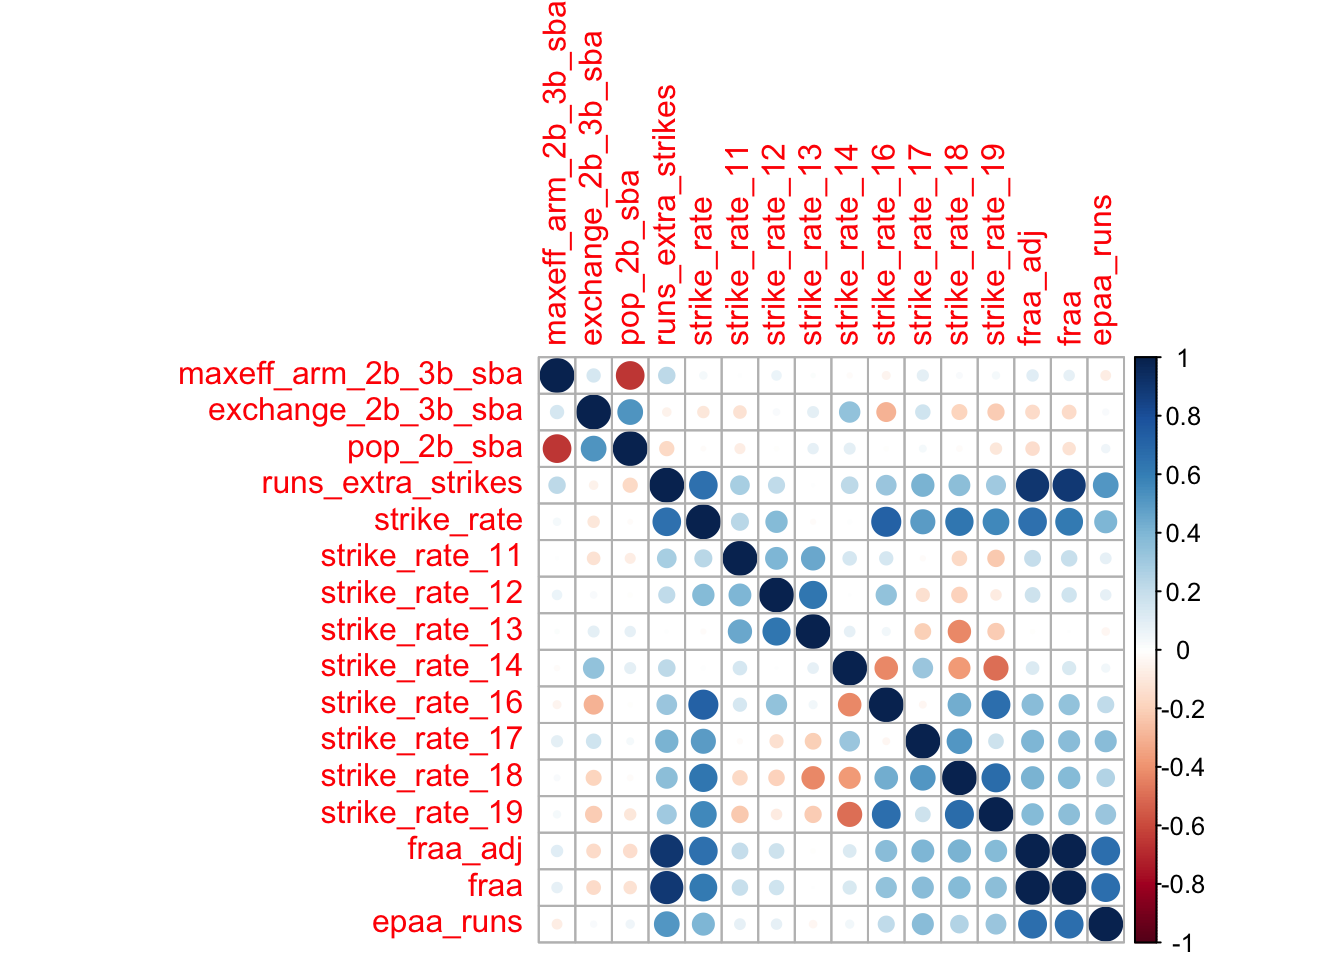 maxeff_arm_2b_3b_sba
exchange_2b_3b_sba
pop_2b_sba
runs_extra_strikes
strike_rate
strike_rate_11
strike_rate_12
strike_rate_13
strike_rate_14
strike_rate_16
strike_rate_17
strike_rate_18
strike_rate_19
fraa_adj
fraa
epaa_runs
maxeff_arm_2b_3b_sba
exchange_2b_3b_sba
pop_2b_sba
runs_extra_strikes
strike_rate
strike_rate_11
strike_rate_12
strike_rate_13
strike_rate_14
strike_rate_16
strike_rate_17
strike_rate_18
strike_rate_19
fraa_adj
fraa
epaa_runs
1
0.8
0.6
0.4
0.2
0
-0.2
-0.4
-0.6
-0.8
-1